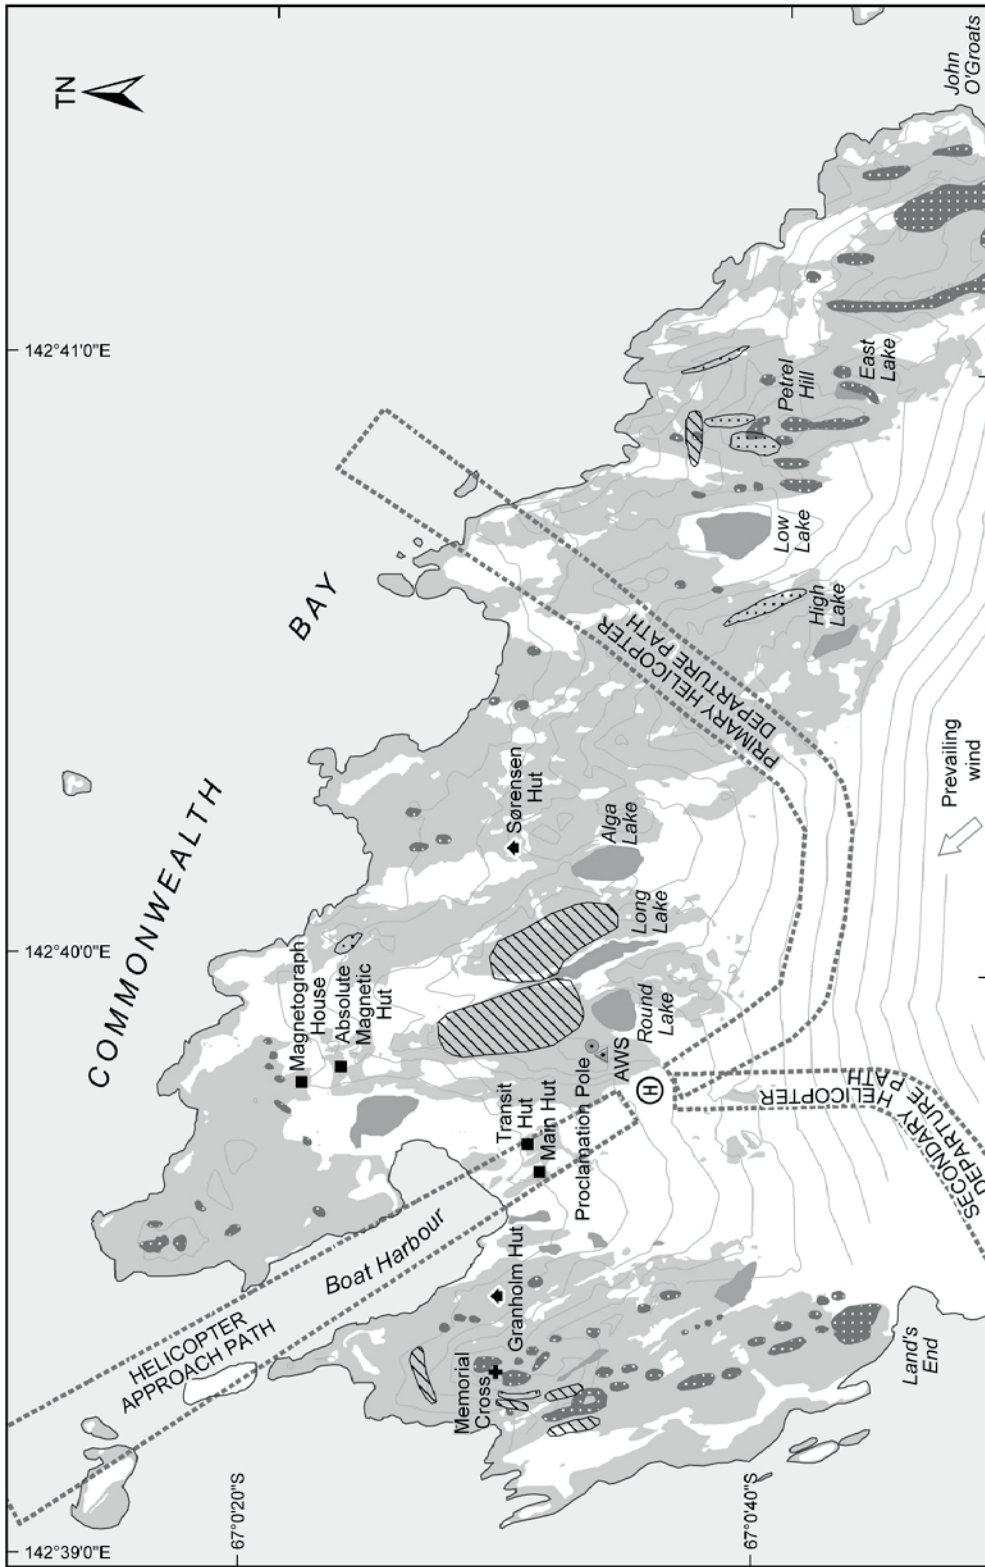 TN
142°39'0"E
142°40'0"E
142°41'0"E
67°0'20"S
67°0'40"S
COMMONWEALTH
BAY
HELICOPTER
APPROACH PATH
Boat Harbour
Magnetograph
House
Absolute
Magnetic
Hut
Transit
Hut
Main Hut
Granholm Hut
Memorial
Cross
Proclamation Pole
AWS
H
Round
Lake
Long
Lake
Alga
Lake
Sørensen
Hut
PRIMARY HELICOPTER
DEPARTURE PATH
SECONDARY HELICOPTER
DEPARTURE PATH
High
Lake
Low
Lake
Petrel
Hill
East
Lake
John
O'Groats
Land's
End
Prevailing
wind